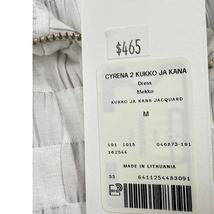 $465
CYRENA 2 KUKKO JA KANA
Dress
Mekko
KUKKO JA KANA JACQUARD
M
191 1015 046873-191
162544
MADE IN LITHUANIA
33 6411254483091